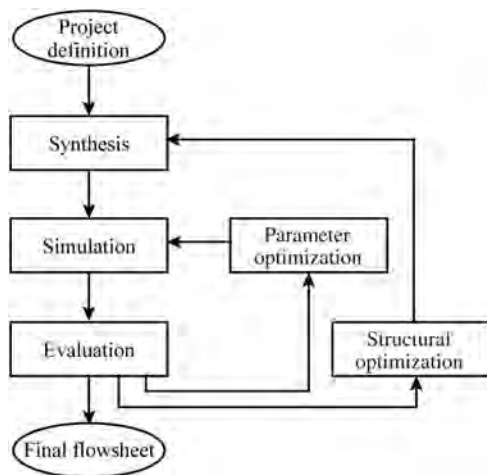 Project
definition
Synthesis
Simulation
Parameter
optimization
Evaluation
Structural
optimization
Final flowsheet